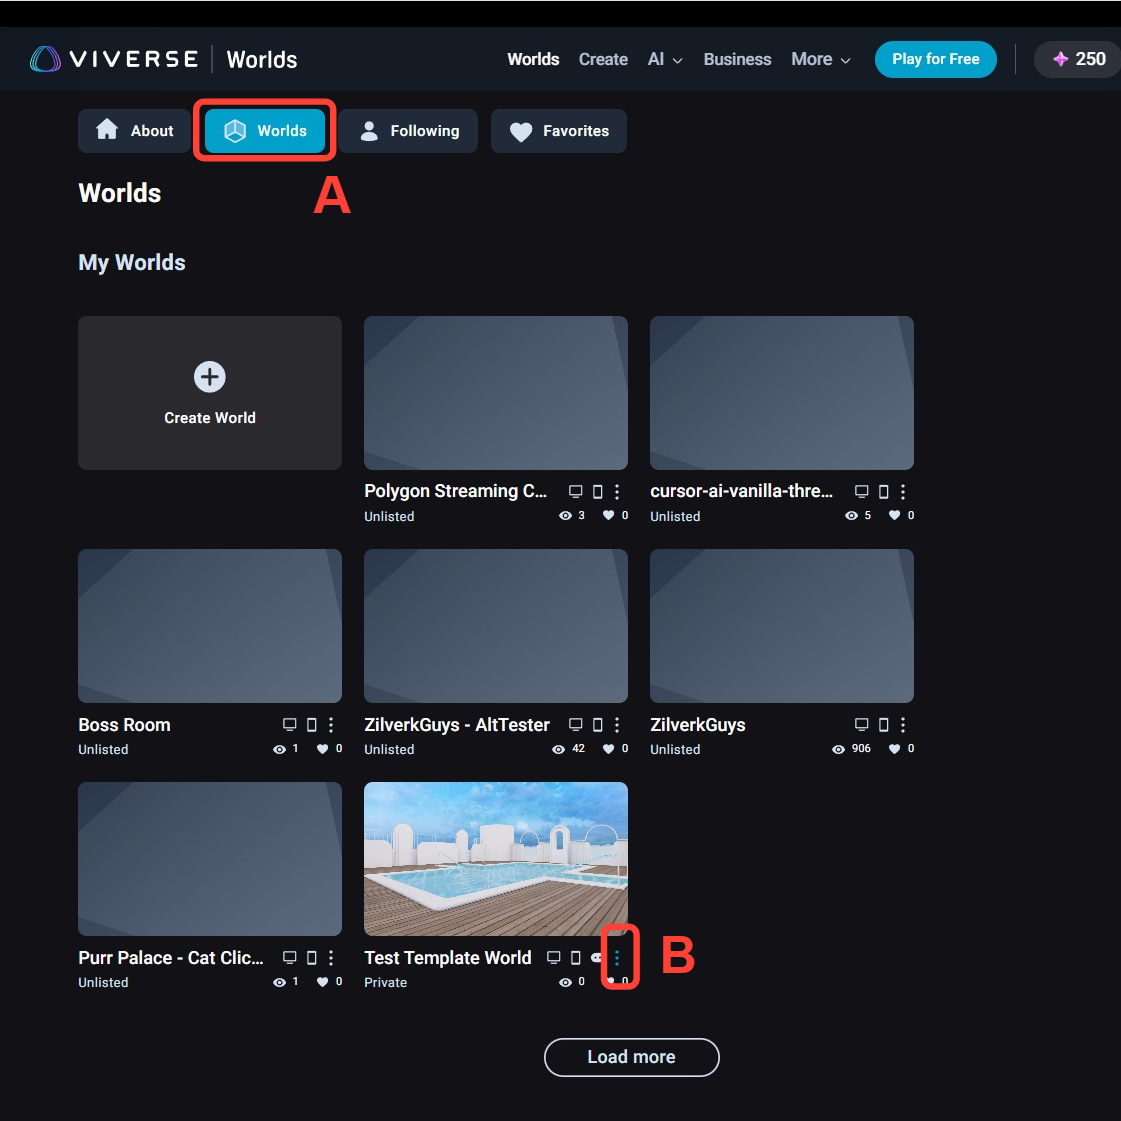 VIVERSE Worlds Worlds Create AI Business More Play for Free 250
About Worlds Following Favorites
A
Worlds
My Worlds
Create World
Polygon Streaming C... cursor-ai-vanilla-thre...
Unlisted 3 0 Unlisted 5 0
Boss Room ZilverkGuys - AltTester ZilverkGuys
Unlisted 1 0 Unlisted 42 0 Unlisted 906 0
Purr Palace - Cat Clic... Test Template World B
Unlisted 1 0 Private 0 0
Load more